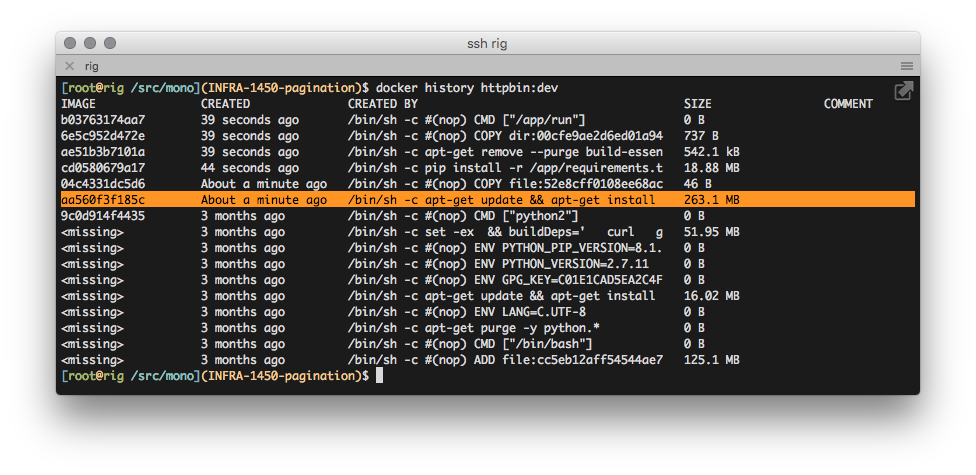 ssh rig
rig
[root@rig /src/mono](INFRA-1450-pagination)$ docker history httpbin:dev
IMAGE CREATED CREATED BY SIZE COMMENT
b03763174aa7 39 seconds ago /bin/sh -c #(nop) CMD ["/app/run"] 0 B
6e5c952d472e 39 seconds ago /bin/sh -c #(nop) COPY dir:00cfe9ae2d6ed01a94 737 B
ae51b3b7101a 39 seconds ago /bin/sh -c apt-get remove --purge build-essen 542.1 kB
cd0580679a17 44 seconds ago /bin/sh -c pip install -r /app/requirements.t 18.88 MB
04c4331dc5d6 About a minute ago /bin/sh -c #(nop) COPY file:52e8cff0108ee68ac 46 B
aa560f3f185c About a minute ago /bin/sh -c apt-get update && apt-get install 263.1 MB
9c0d914f4435 3 months ago /bin/sh -c #(nop) CMD ["python2"] 0 B
<missing> 3 months ago /bin/sh -c set -ex && buildDeps=' curl g 51.95 MB
<missing> 3 months ago /bin/sh -c #(nop) ENV PYTHON_PIP_VERSION=8.1. 0 B
<missing> 3 months ago /bin/sh -c #(nop) ENV PYTHON_VERSION=2.7.11 0 B
<missing> 3 months ago /bin/sh -c #(nop) ENV GPG_KEY=C01E1CAD5EA2C4F 0 B
<missing> 3 months ago /bin/sh -c apt-get update && apt-get install 16.02 MB
<missing> 3 months ago /bin/sh -c #(nop) ENV LANG=C.UTF-8 0 B
<missing> 3 months ago /bin/sh -c apt-get purge -y python.* 0 B
<missing> 3 months ago /bin/sh -c #(nop) CMD ["/bin/bash"] 0 B
<missing> 3 months ago /bin/sh -c #(nop) ADD file:cc5eb12aff54544ae7 125.1 MB
[root@rig /src/mono](INFRA-1450-pagination)$